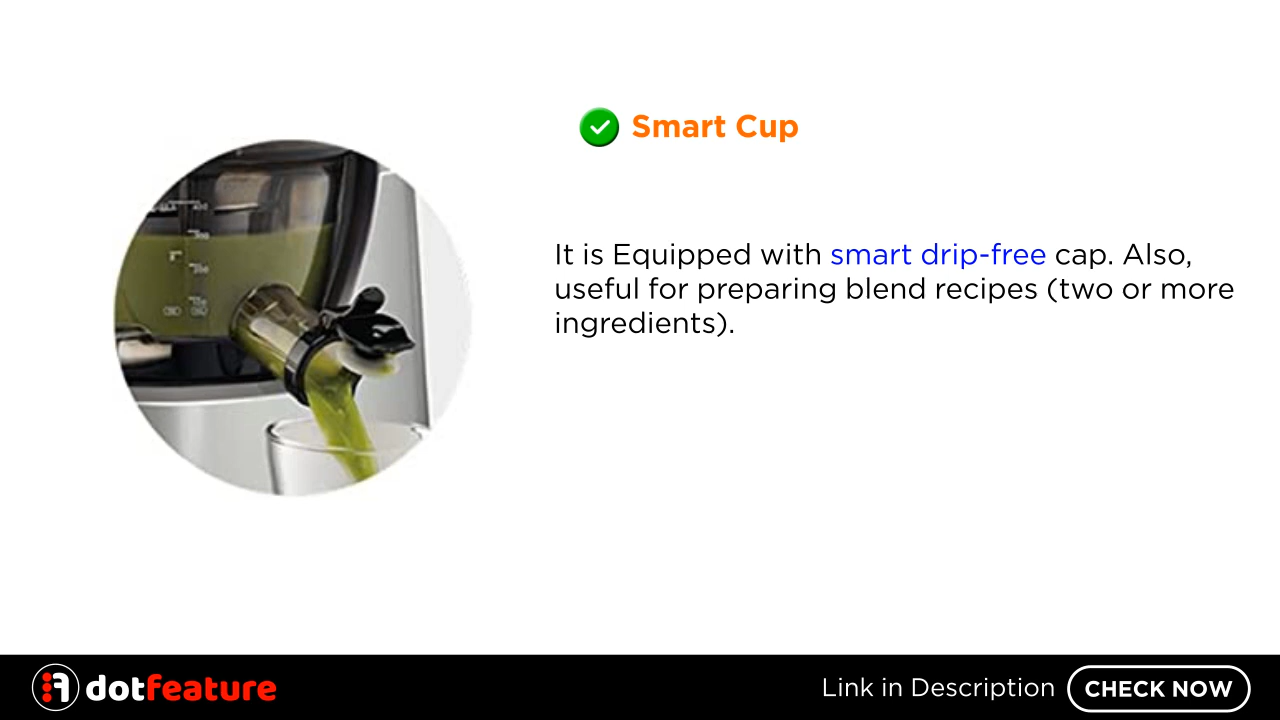 Smart Cup
It is Equipped with smart drip-free cap. Also,
useful for preparing blend recipes (two or more
ingredients).
dotfeature
Link in Description
CHECK NOW